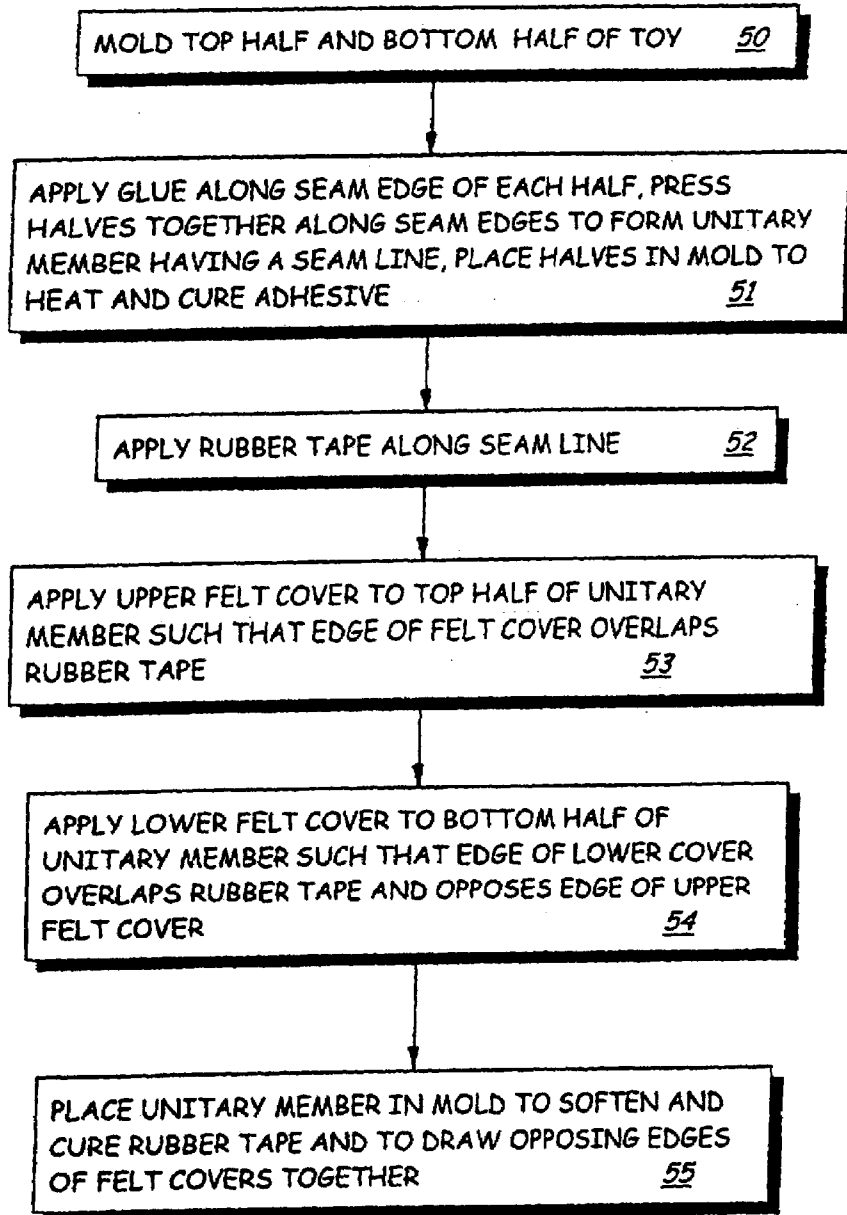 MOLD TOP HALF AND BOTTOM HALF OF TOY 50
APPLY GLUE ALONG SEAM EDGE OF EACH HALF, PRESS
HALVES TOGETHER ALONG SEAM EDGES TO FORM UNITARY
MEMBER HAVING A SEAM LINE, PLACE HALVES IN MOLD TO
HEAT AND CURE ADHESIVE 51
APPLY RUBBER TAPE ALONG SEAM LINE 52
APPLY UPPER FELT COVER TO TOP HALF OF UNITARY
MEMBER SUCH THAT EDGE OF FELT COVER OVERLAPS
RUBBER TAPE 53
APPLY LOWER FELT COVER TO BOTTOM HALF OF
UNITARY MEMBER SUCH THAT EDGE OF LOWER COVER
OVERLAPS RUBBER TAPE AND OPPOSES EDGE OF UPPER
FELT COVER 54
PLACE UNITARY MEMBER IN MOLD TO SOFTEN AND
CURE RUBBER TAPE AND TO DRAW OPPOSING EDGES
OF FELT COVERS TOGETHER 55